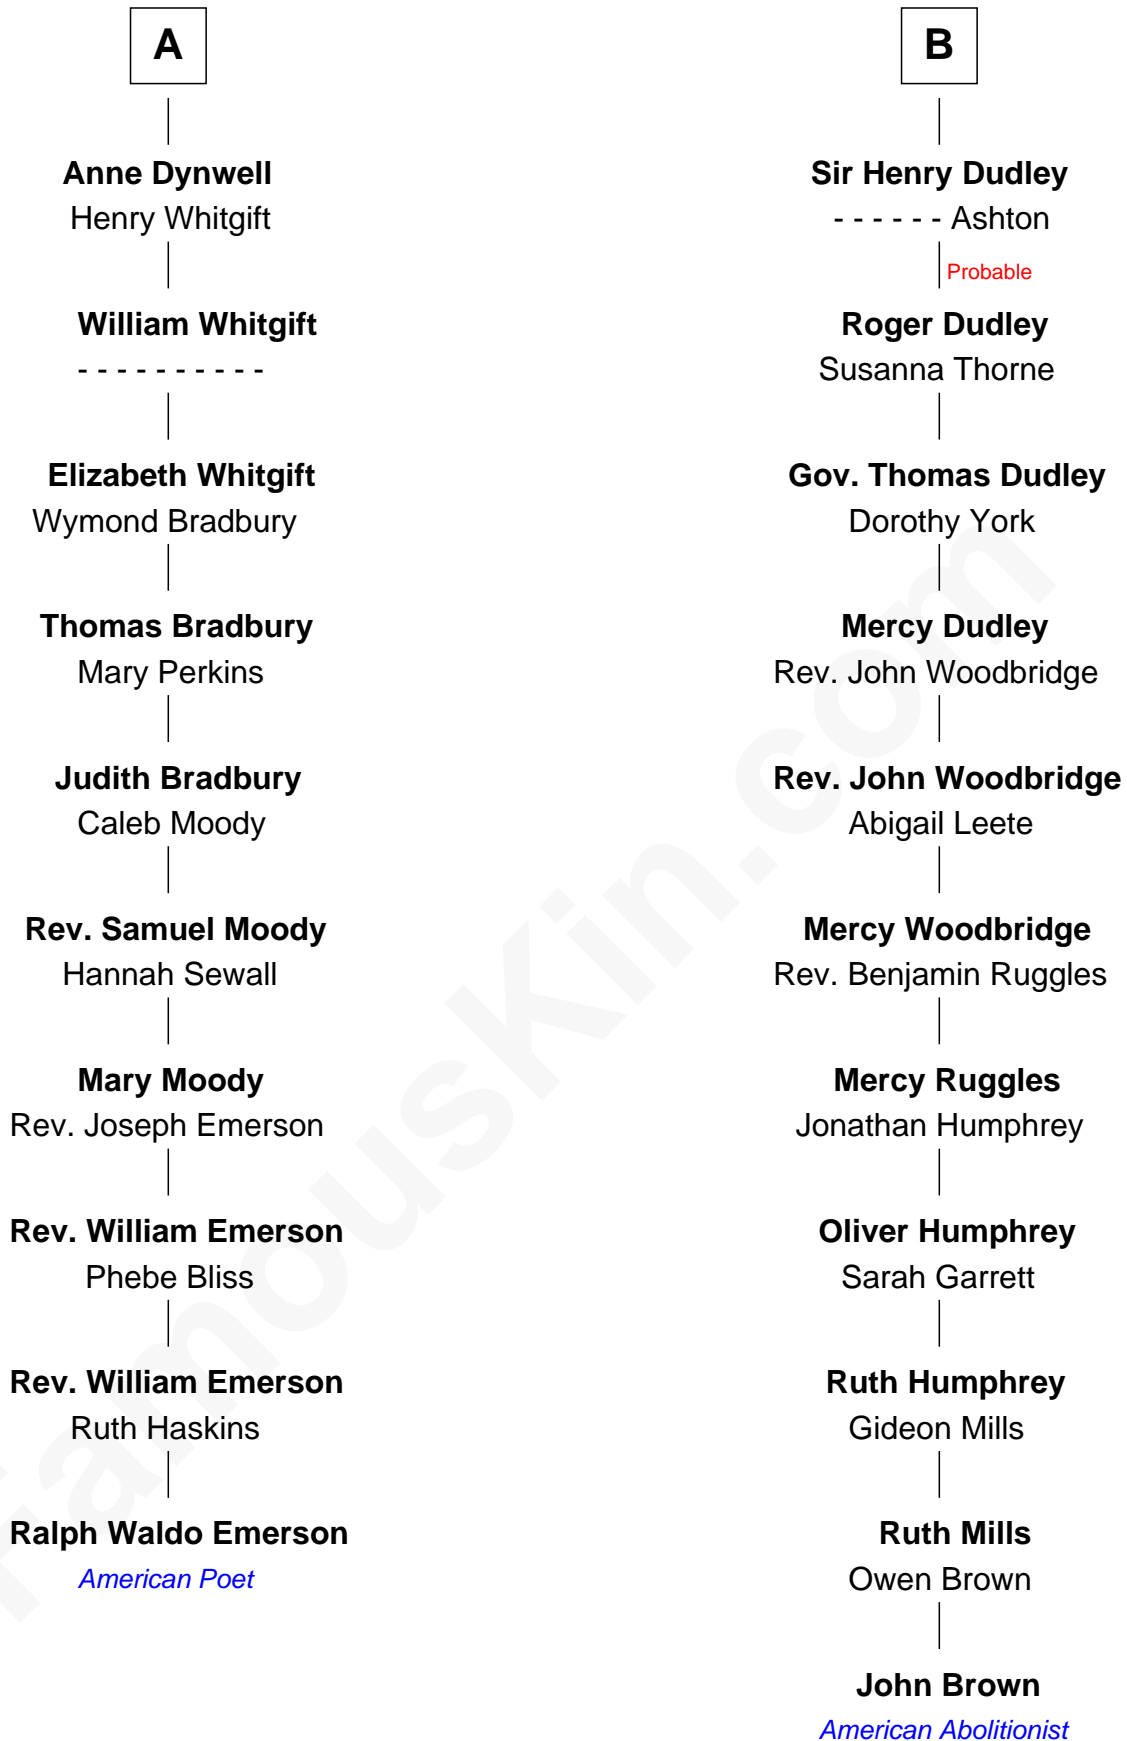 A
Anne Dynwell
Henry Whitgift
William Whitgift
- - - - - - - - - -
Elizabeth Whitgift
Wymond Bradbury
Thomas Bradbury
Mary Perkins
Judith Bradbury
Caleb Moody
Rev. Samuel Moody
Hannah Sewall
Mary Moody
Rev. Joseph Emerson
Rev. William Emerson
Phebe Bliss
Rev. William Emerson
Ruth Haskins
Ralph Waldo Emerson
American Poet
B
Sir Henry Dudley
- - - - - - Ashton
Probable
Roger Dudley
Susanna Thorne
Gov. Thomas Dudley
Dorothy York
Mercy Dudley
Rev. John Woodbridge
Rev. John Woodbridge
Abigail Leete
Mercy Woodbridge
Rev. Benjamin Ruggles
Mercy Ruggles
Jonathan Humphrey
Oliver Humphrey
Sarah Garrett
Ruth Humphrey
Gideon Mills
Ruth Mills
Owen Brown
John Brown
American Abolitionist
FamousKin.com